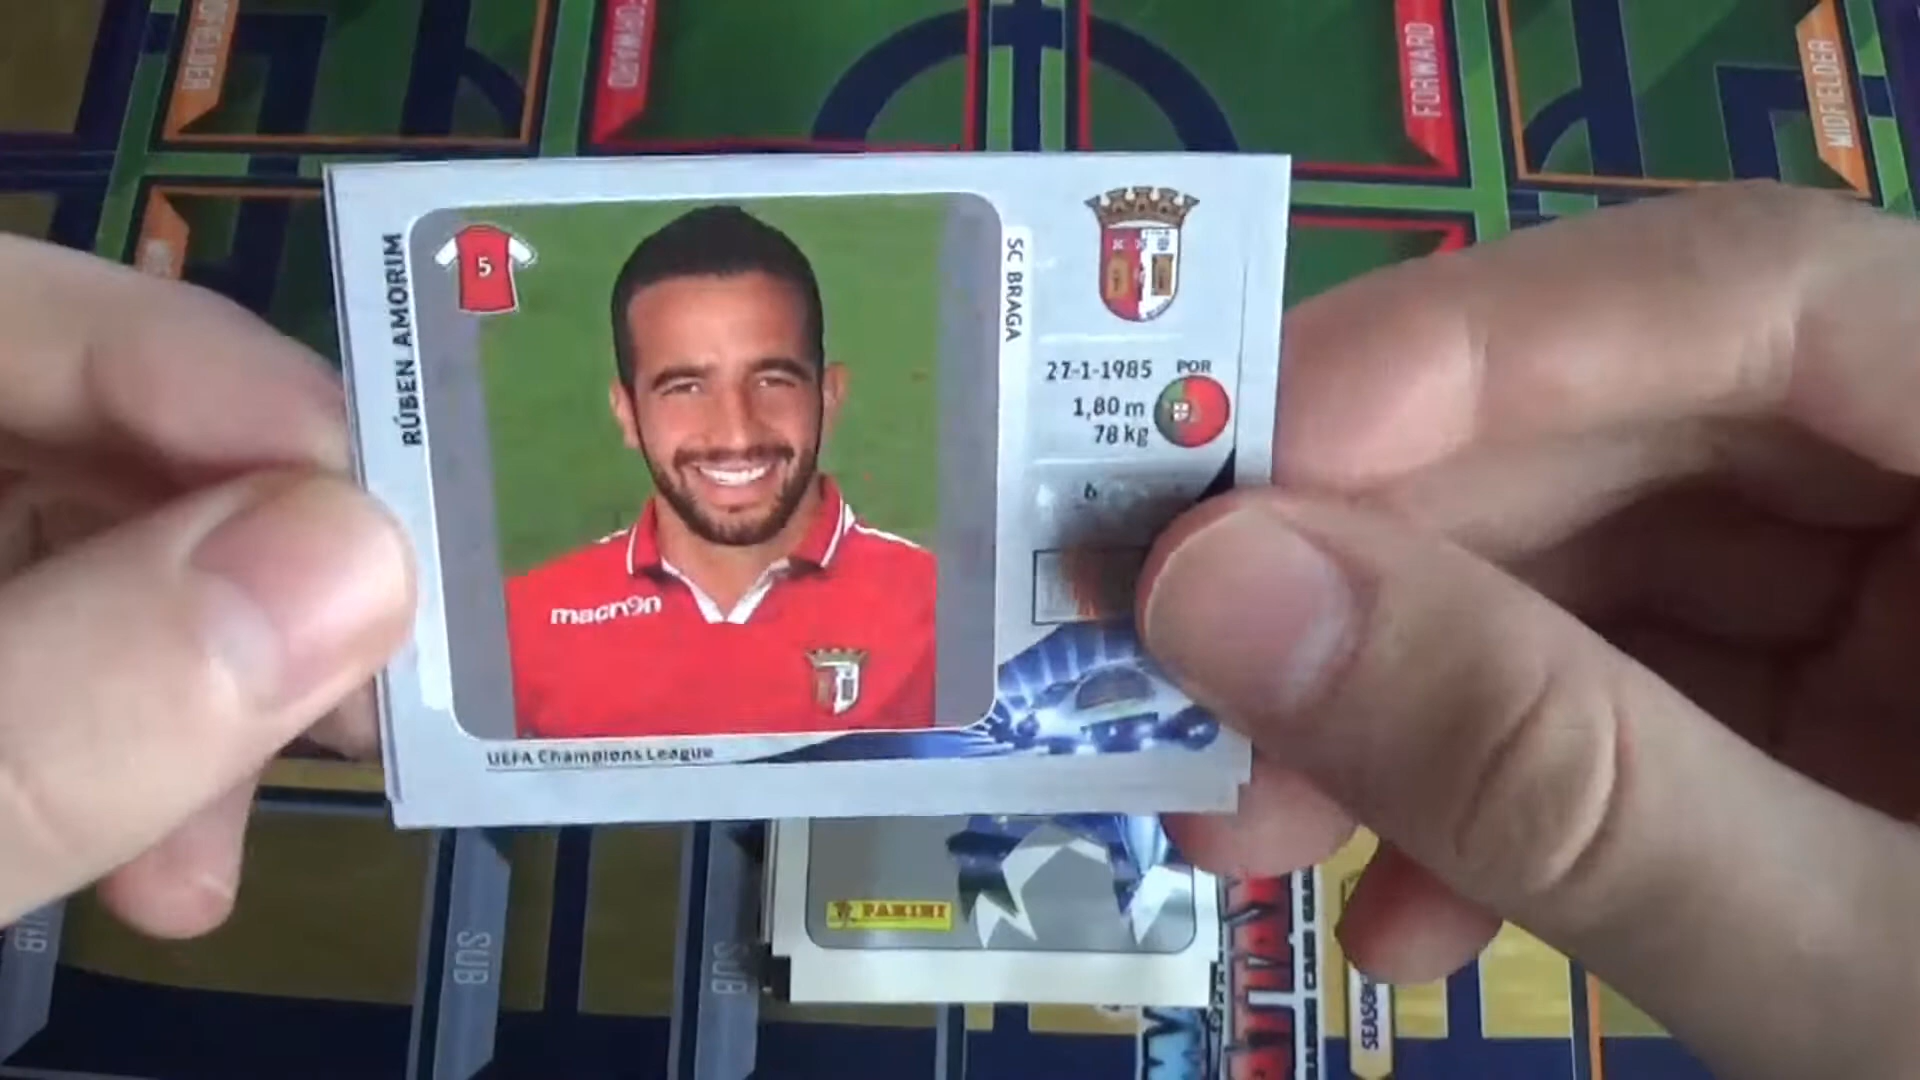 FORWARD
FORWARD
MIDFIELDER
RÚBEN AMORIM
5
SC BRAGA
27-1-1985
POR
1,80 m
78 kg
6
macron
UEFA Champions League
PANINI
SUB
SUB